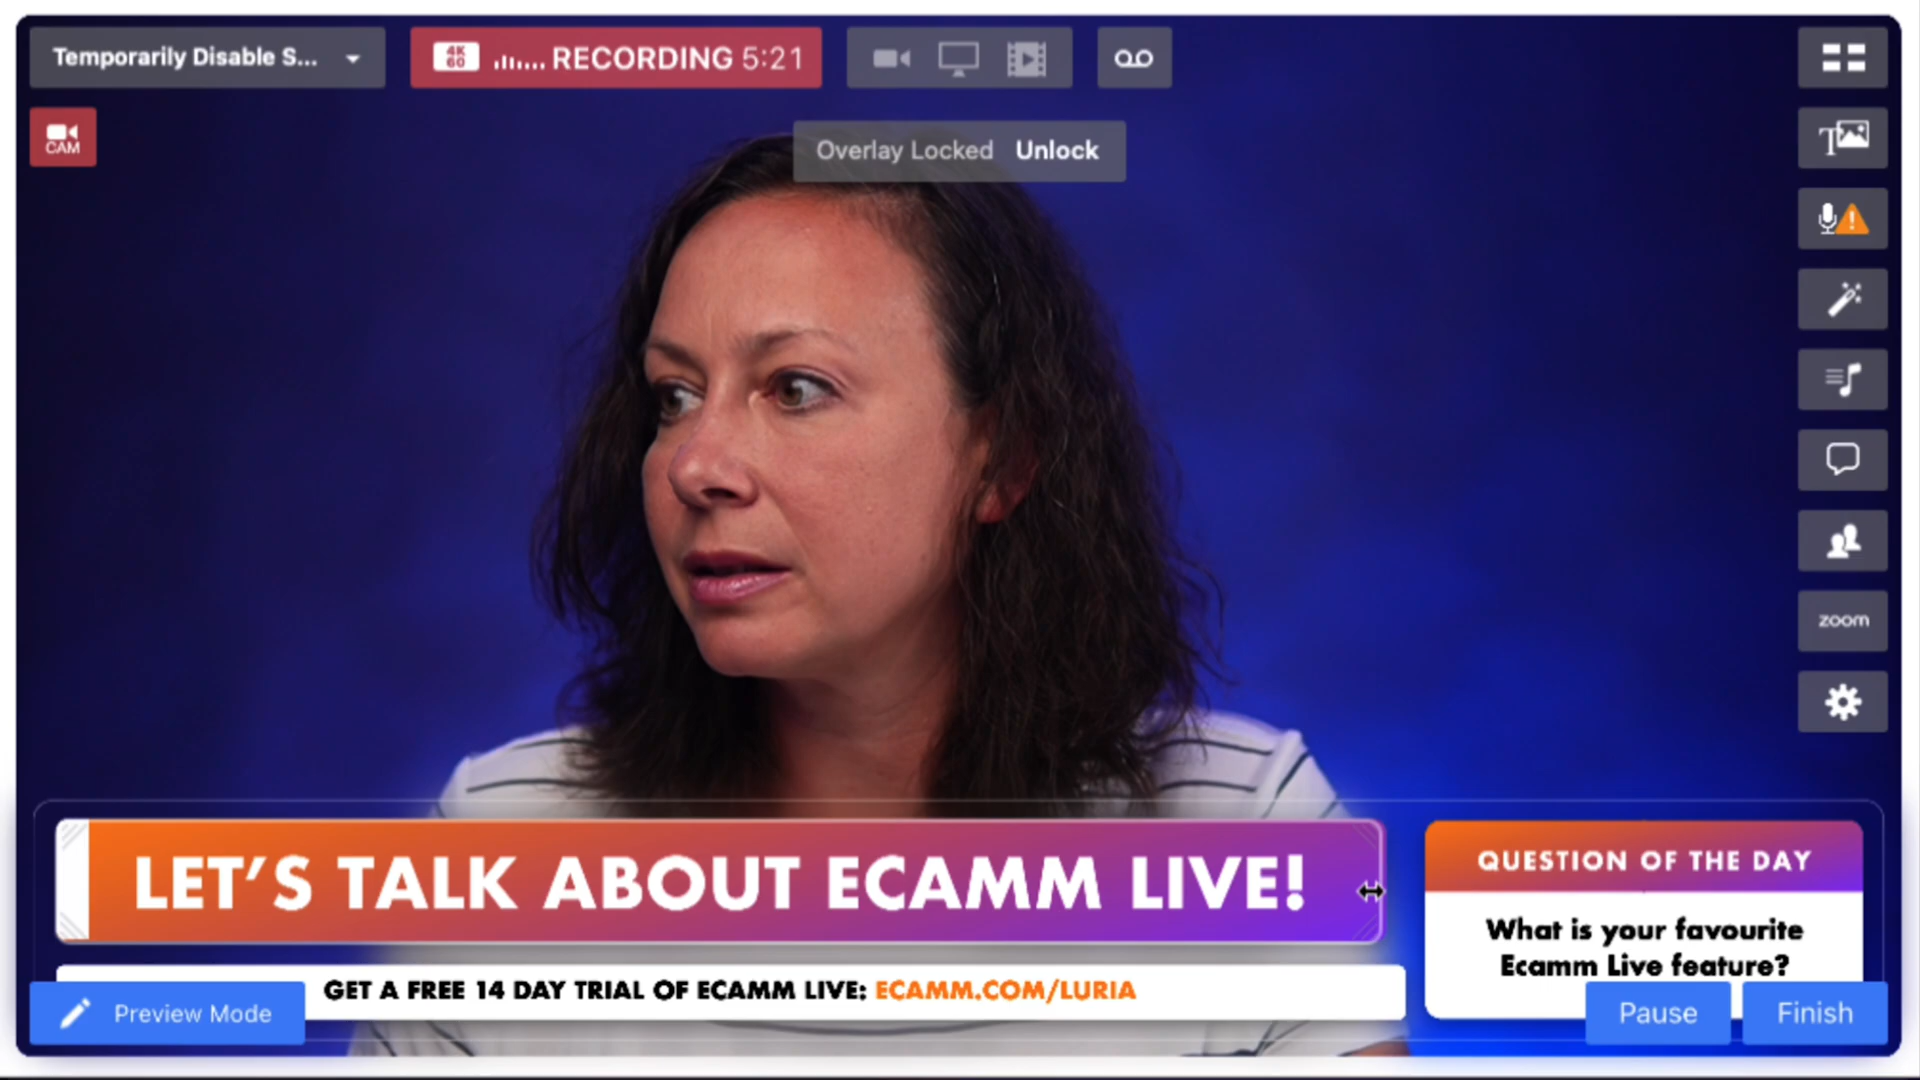 Temporarily Disable S...
4K
60
RECORDING 5:21
CAM
Overlay Locked Unlock
zoom
LET'S TALK ABOUT ECAMM LIVE!
QUESTION OF THE DAY
What is your favourite
Ecamm Live feature?
GET A FREE 14 DAY TRIAL OF ECAMM LIVE: ECAMM.COM/LURIA
Preview Mode
Pause
Finish